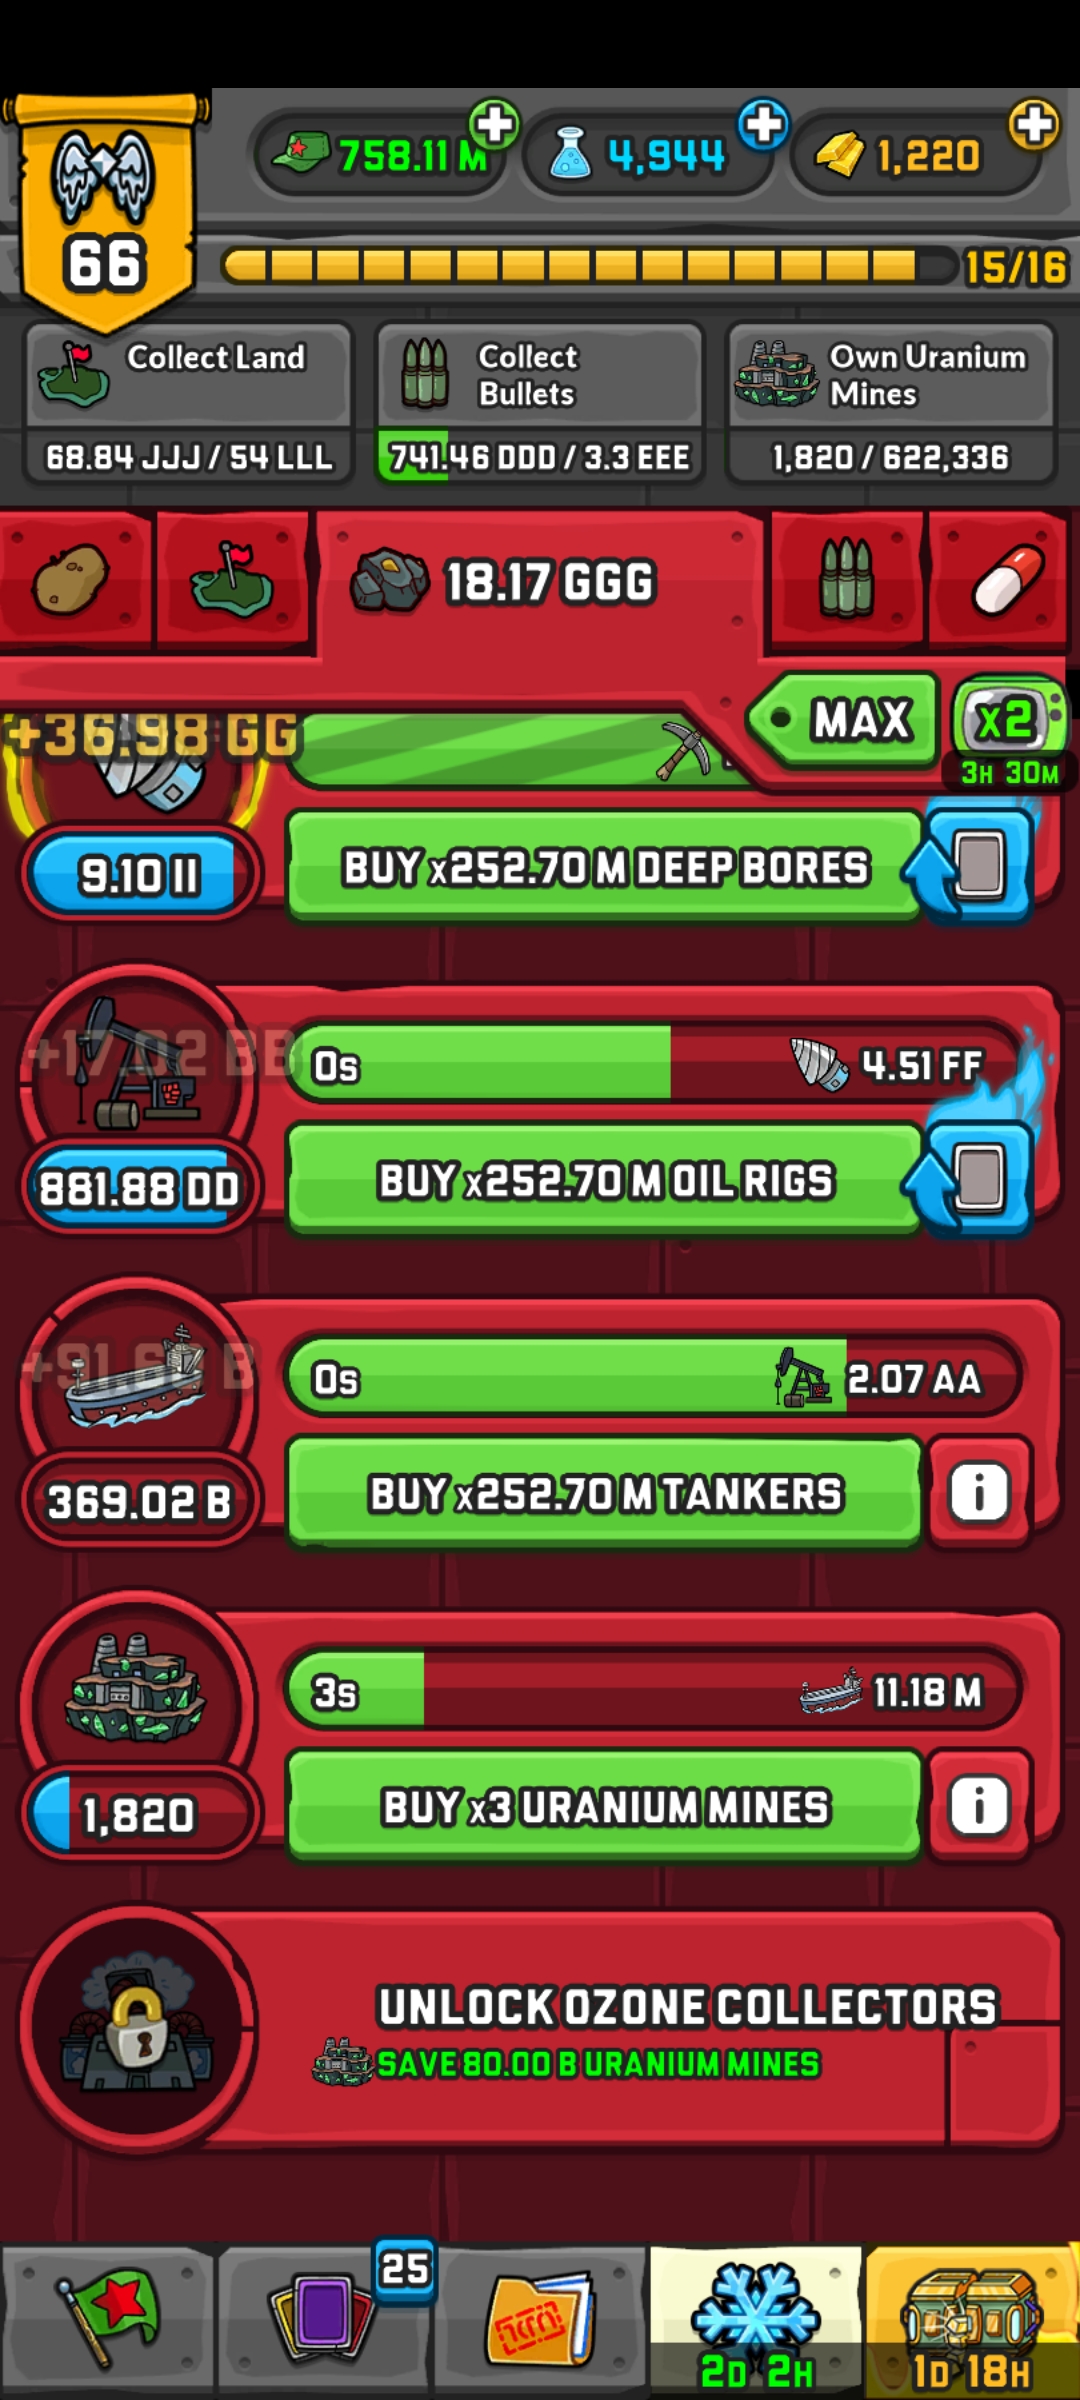 758.11 M
4,944
1,220
66
15/16
Collect Land
68.84 JJJ / 54 LLL
Collect
Bullets
741.46 DDD / 3.3 EEE
Own Uranium
Mines
1,820 / 622,336
18.17 GGG
MAX
x2
3H 30M
+36.98 GG
9.10 II
BUY x252.70 M DEEP BORES
+17.02 BB
0s
4.51 FF
881.88 DD
BUY x252.70 M OIL RIGS
0s
2.07 AA
369.02 B
BUY x252.70 M TANKERS
3s
11.18 M
1,820
BUY x3 URANIUM MINES
UNLOCK OZONE COLLECTORS
SAVE 80.00 B URANIUM MINES
25
2D 2H
1D 18H